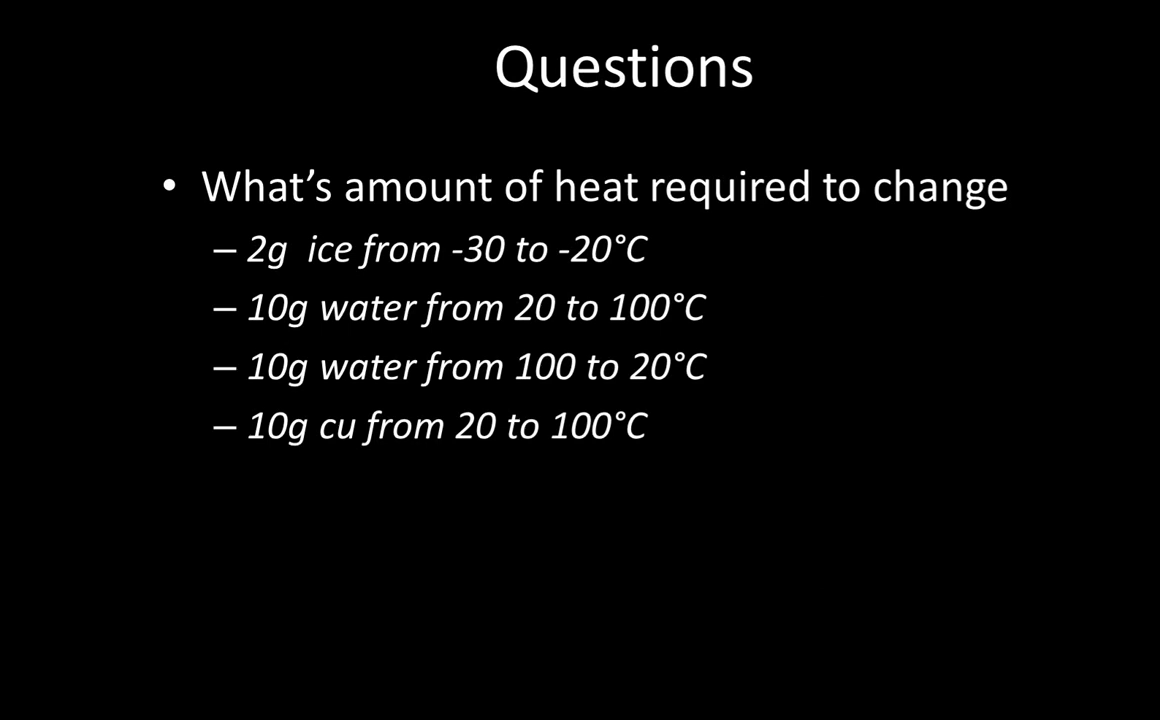 Questions
• What’s amount of heat required to change
– 2g  ice from -30 to -20°C
– 10g water from 20 to 100°C
– 10g water from 100 to 20°C
– 10g cu from 20 to 100°C